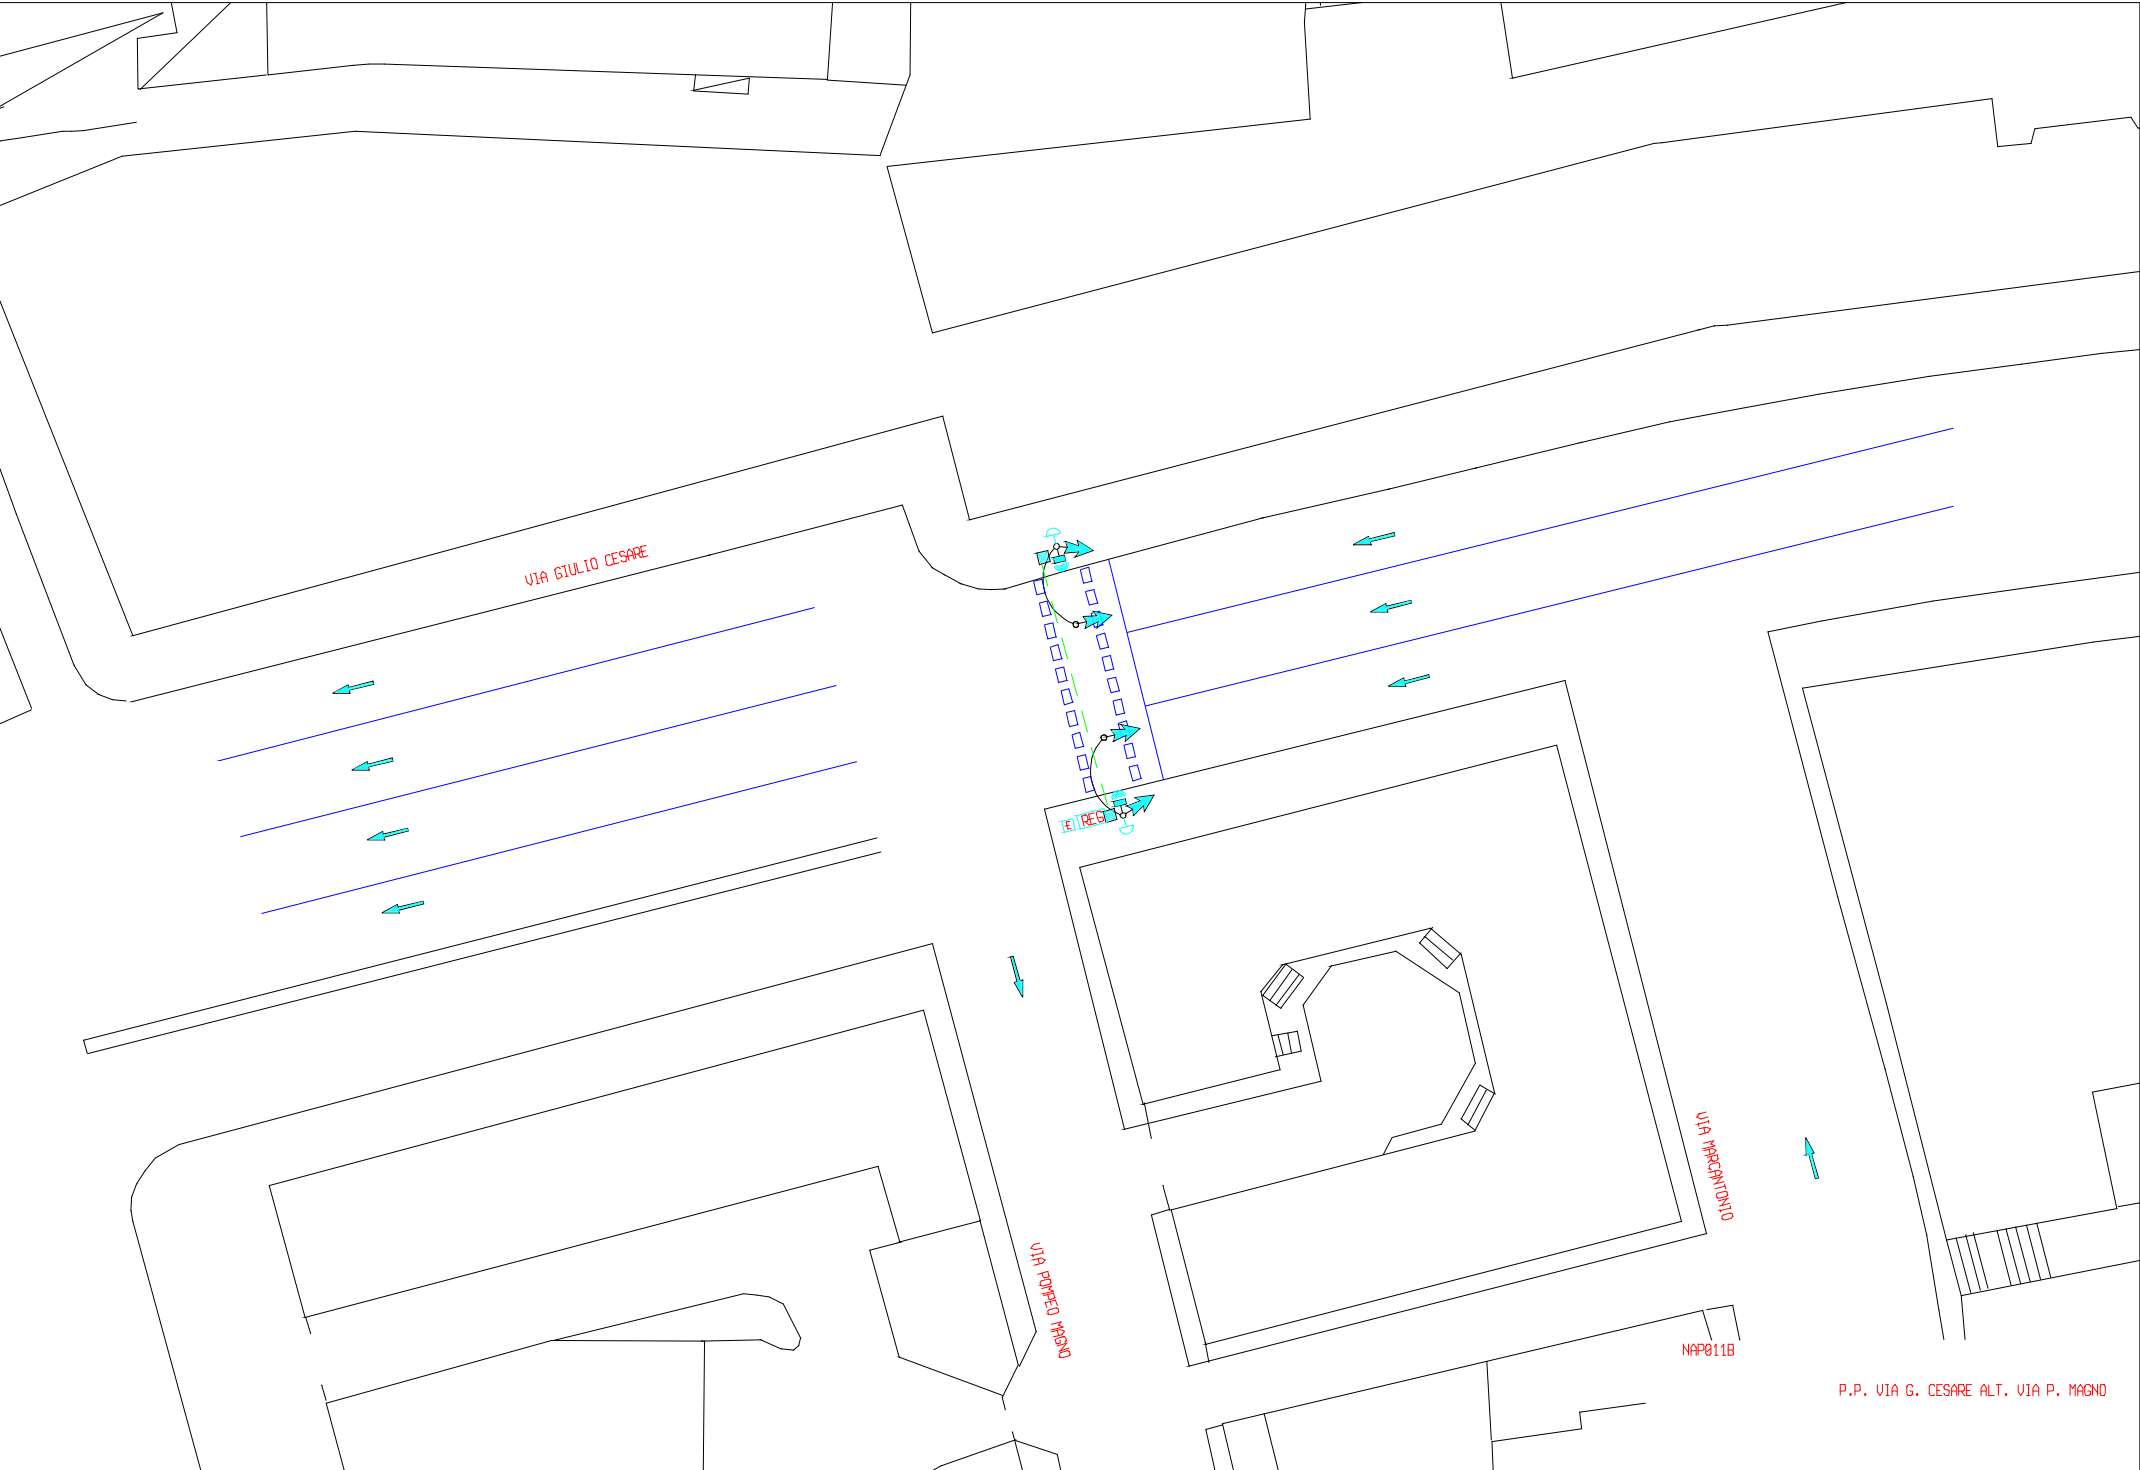 VIA GIULIO CESARE
E REG
VIA MARCANTONIO
VIA POMPEO MAGNO
NAP011B
P.P. VIA G. CESARE ALT. VIA P. MAGNO